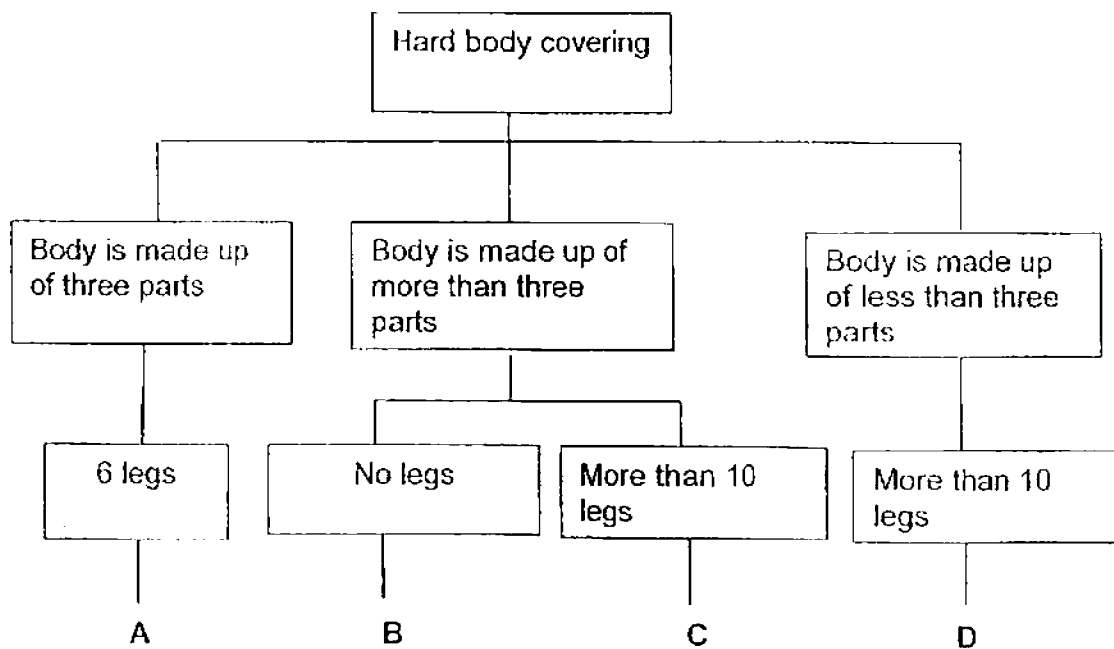 Hard body covering
Body is made up
of three parts
Body is made up of
more than three
parts
Body is made up
of less than three
parts
6 legs
No legs
More than 10
legs
More than 10
legs
A
B
C
D